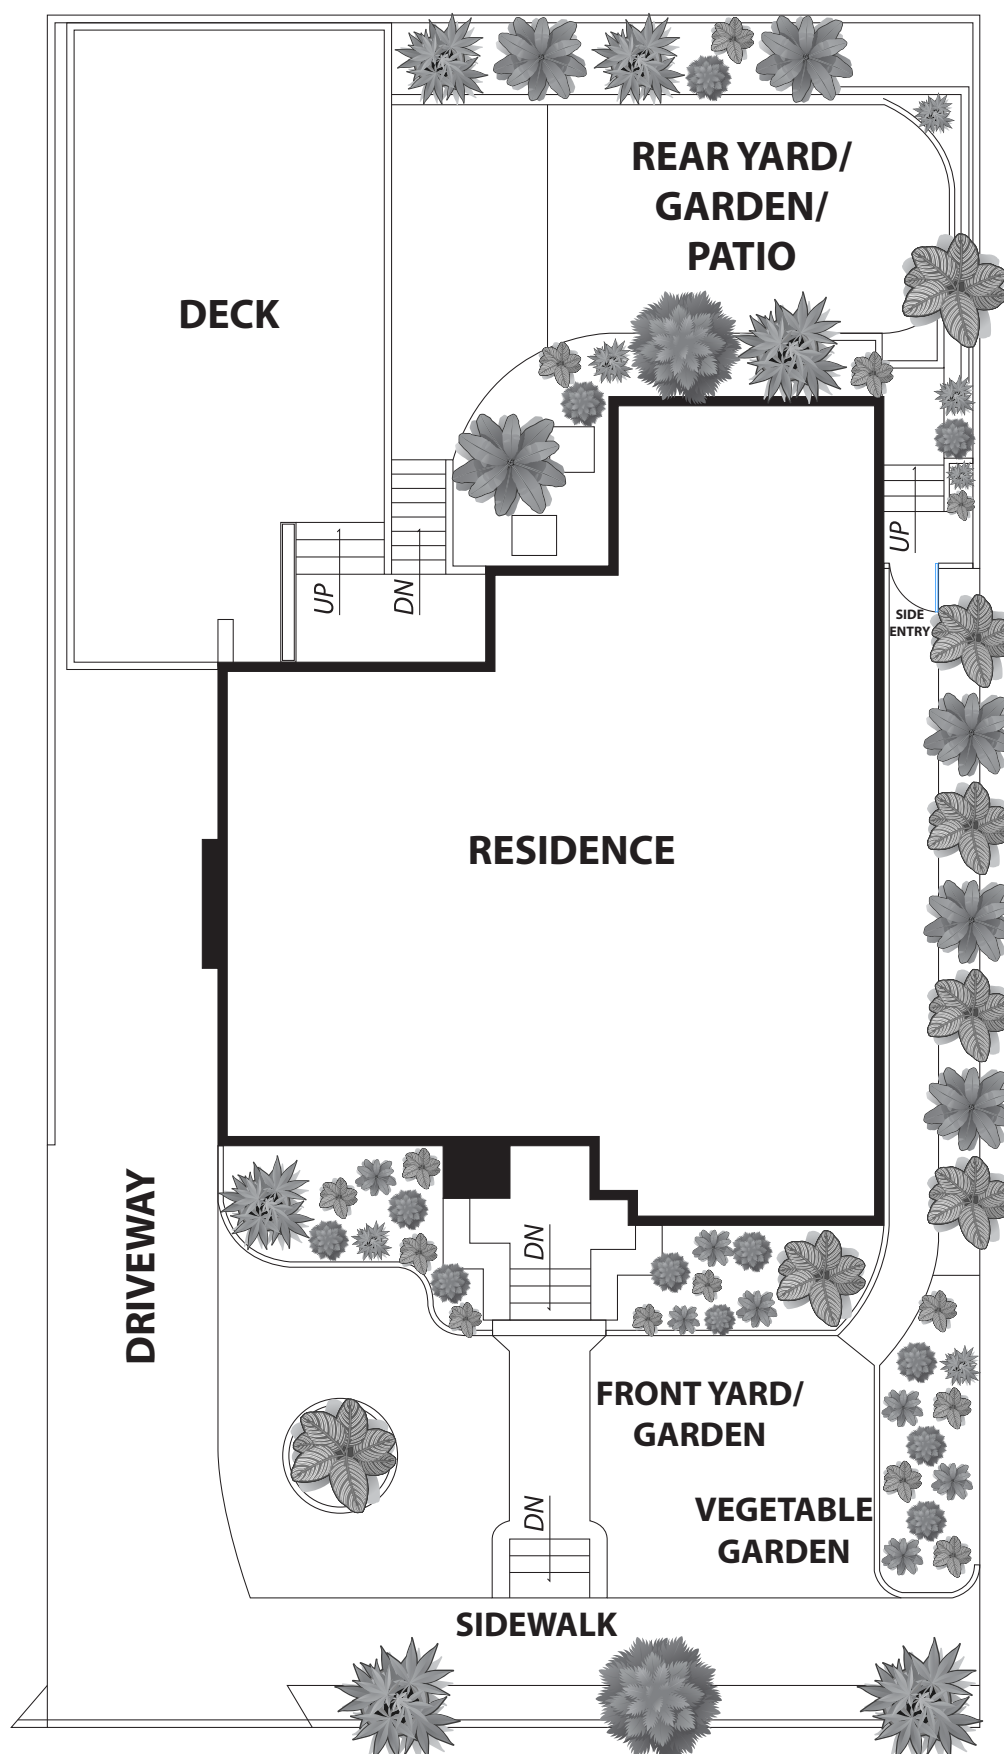 REAR YARD/
GARDEN/
PATIO
DECK
UP
DN
UP
SIDE
ENTRY
RESIDENCE
DRIVEWAY
DN
FRONT YARD/
GARDEN
VEGETABLE
GARDEN
DN
SIDEWALK